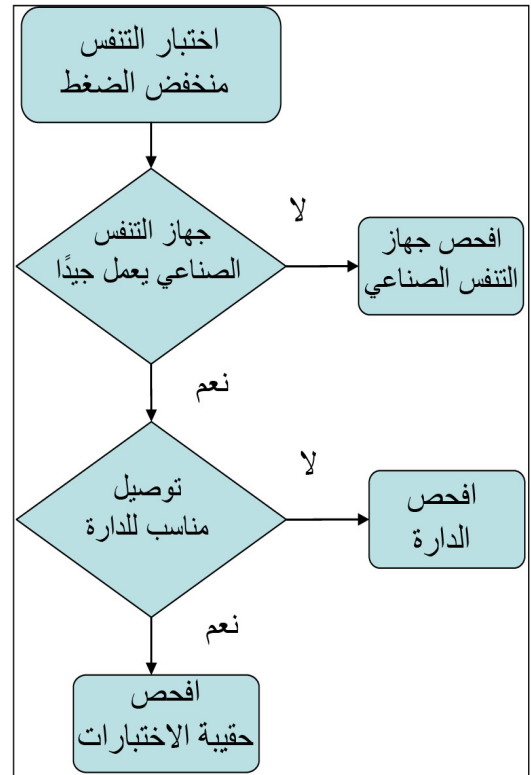 اختبار التنفس
منخفض الضغط
جهاز التنفس
الصناعي يعمل جيدًا
لا
افحص جهاز
التنفس الصناعي
نعم
توصيل
مناسب للدارة
لا
افحص
الدارة
نعم
افحص
حقيبة الاختبارات